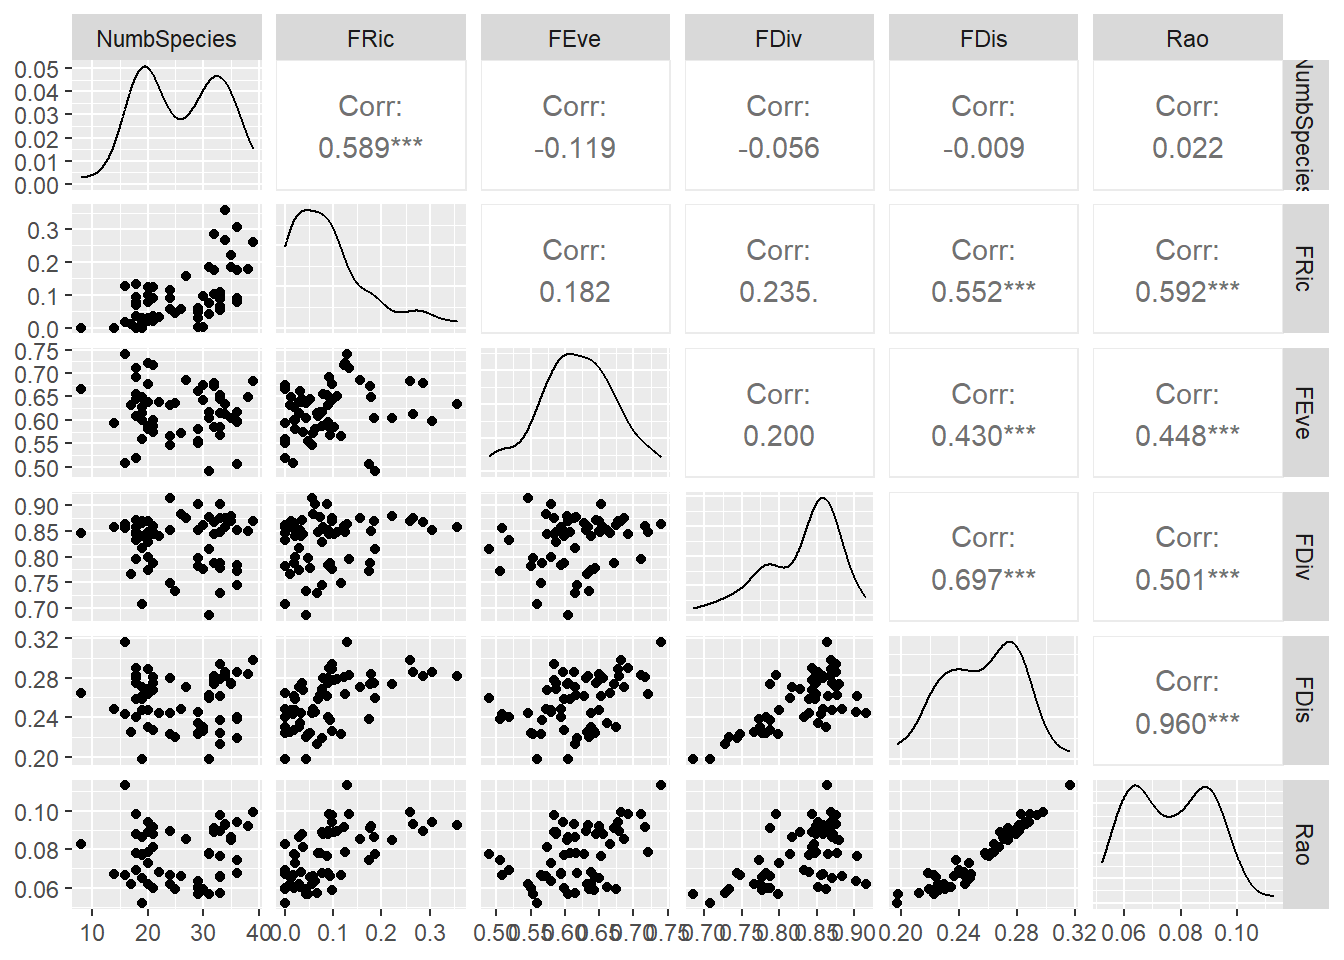 NumbSpecies FRic FEve FDiv FDis Rao
0.05
0.04
0.03
0.02
0.01
0.00
Corr:
0.589***
Corr:
-0.119
Corr:
-0.056
Corr:
-0.009
Corr:
0.022
NumbSpecies
0.3
0.2
0.1
0.0
Corr:
0.182
Corr:
0.235.
Corr:
0.552***
Corr:
0.592***
FRic
0.75
0.70
0.65
0.60
0.55
0.50
Corr:
0.200
Corr:
0.430***
Corr:
0.448***
FEve
0.90
0.85
0.80
0.75
0.70
Corr:
0.697***
Corr:
0.501***
FDiv
0.32
0.28
0.24
0.20
Corr:
0.960***
FDis
0.10
0.08
0.06
Rao
10 20 30 40 0.0 0.1 0.2 0.3 0.50 0.55 0.60 0.65 0.70 0.75 0.70 0.75 0.80 0.85 0.90 0.20 0.24 0.28 0.32 0.06 0.10